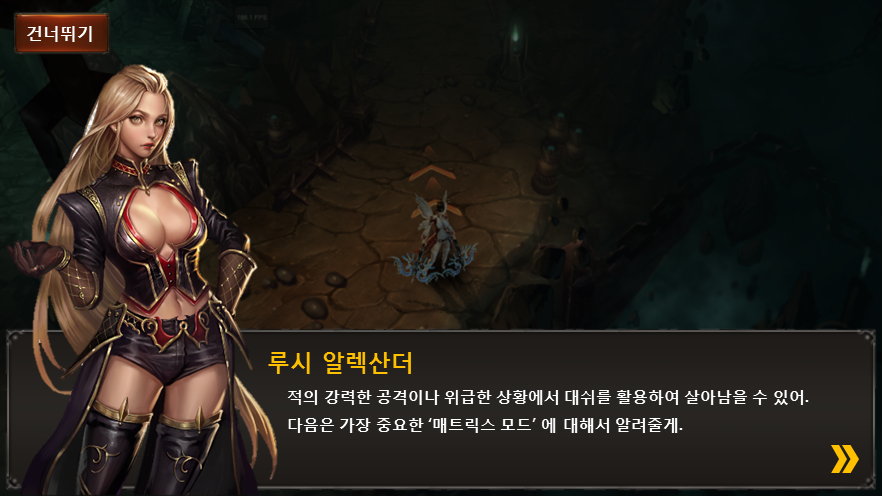 건너뛰기
루시 알렉산더
적의 강력한 공격이나 위급한 상황에서 대쉬를 활용하여 살아남을 수 있어.
다음은 가장 중요한 ‘매트릭스 모드’ 에 대해서 알려줄게.